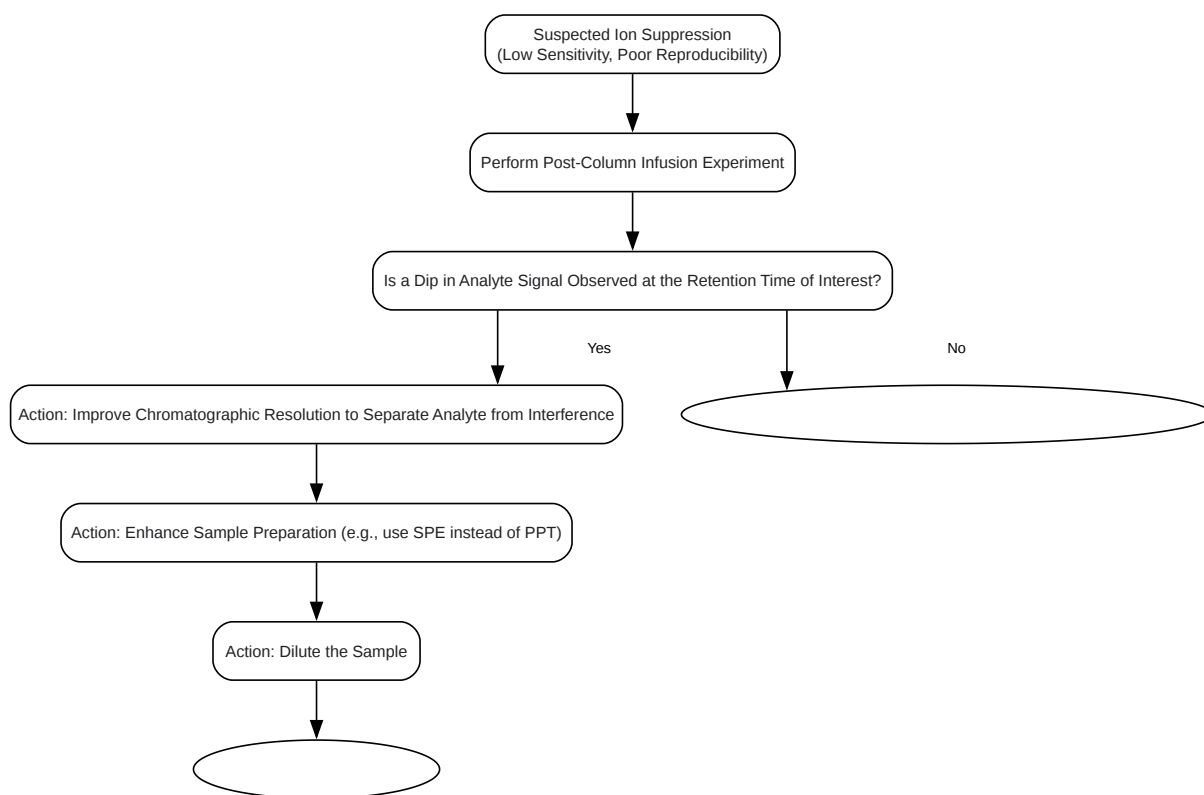 Suspected Ion Suppression
(Low Sensitivity, Poor Reproducibility)
Perform Post-Column Infusion Experiment
Is a Dip in Analyte Signal Observed at the Retention Time of Interest?
Yes
No
Action: Improve Chromatographic Resolution to Separate Analyte from Interference
Action: Enhance Sample Preparation (e.g., use SPE instead of PPT)
Action: Dilute the Sample